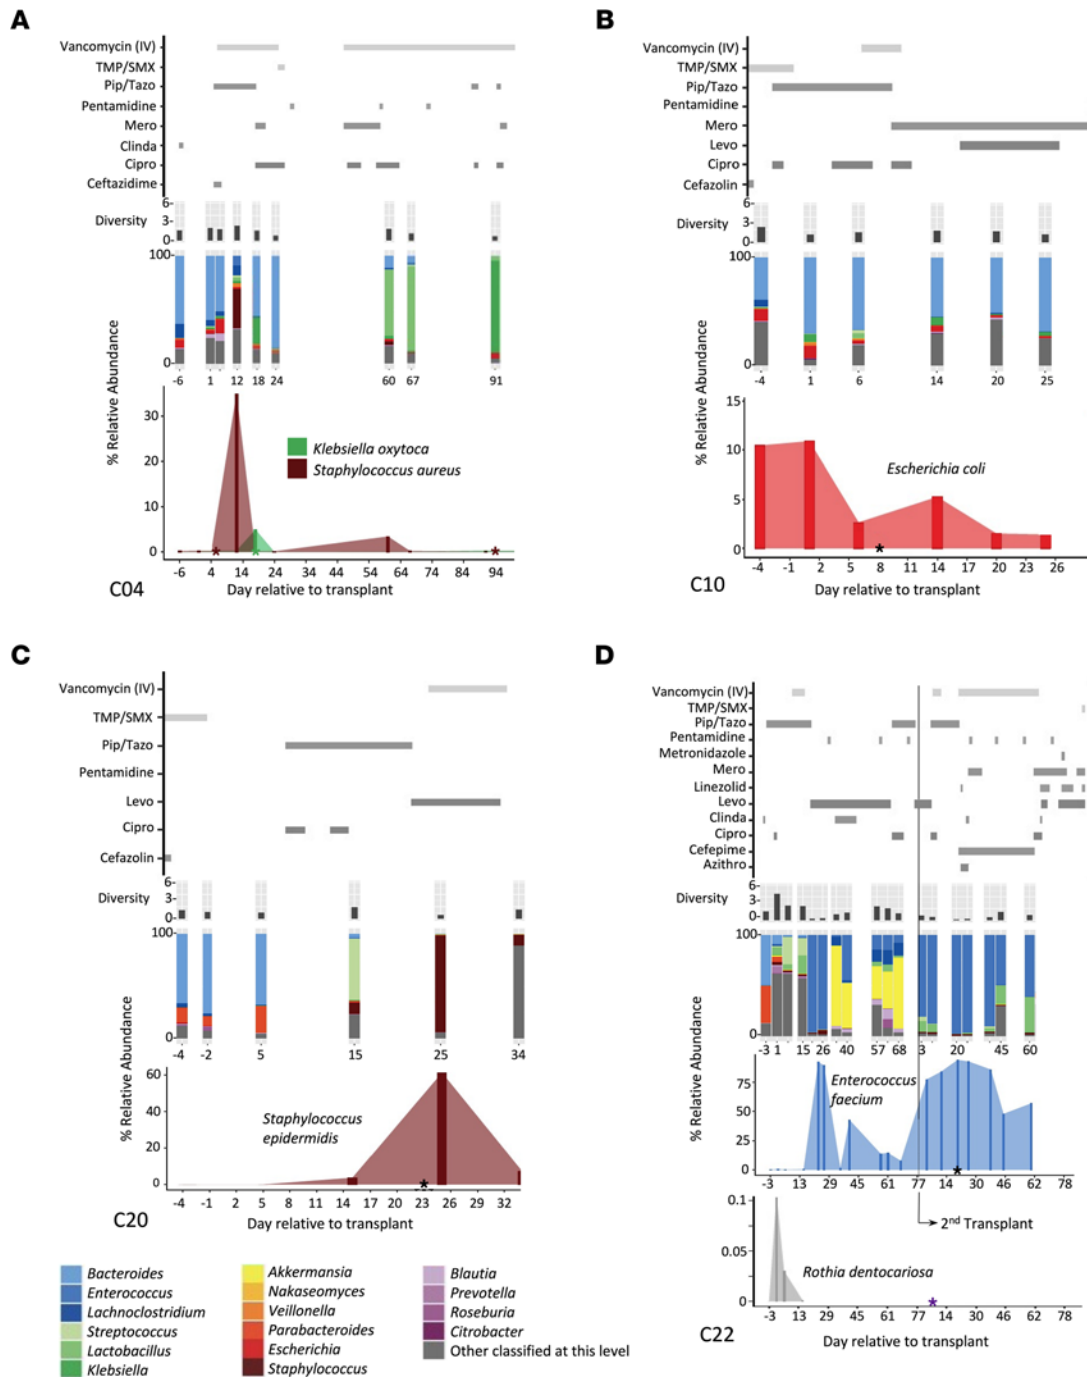 A
Vancomycin (IV)
TMP/SMX
Pip/Tazo
Pentamidine
Mero
Clinda
Cipro
Ceftazidime
Diversity
6
3
0
100
0
-6 1 12 18 24 60 67 91
% Relative Abundance
30
20
10
0
Klebsiella oxytoca
Staphylococcus aureus
* * *
-6 4 14 24 34 44 54 64 74 84 94
C04
Day relative to transplant
B
Vancomycin (IV)
TMP/SMX
Pip/Tazo
Pentamidine
Mero
Levo
Cipro
Cefazolin
Diversity
6
3
0
100
0
-4 1 6 14 20 25
% Relative Abundance
15
10
5
0
Escherichia coli
*
-4 -1 2 5 8 11 14 17 20 23 26
C10
Day relative to transplant
C
Vancomycin (IV)
TMP/SMX
Pip/Tazo
Pentamidine
Levo
Cipro
Cefazolin
Diversity
6
3
0
100
0
-4 -2 5 15 25 34
% Relative Abundance
60
40
20
0
Staphylococcus
epidermidis
*
-4 -1 2 5 8 11 14 17 20 23 26 29 32
C20
Day relative to transplant
D
Vancomycin (IV)
TMP/SMX
Pip/Tazo
Pentamidine
Metronidazole
Mero
Linezolid
Levo
Clinda
Cipro
Cefepime
Azithro
Diversity
6
3
0
100
0
-3 1 15 26 40 57 68 3 20 45 60
% Relative Abundance
75
50
25
0
Enterococcus
faecium
*
-3 13 29 45 61 77 14 30 46 62 78
2nd Transplant
0.1
0.05
0
Rothia dentocariosa
*
-3 13 29 45 61 77 14 30 46 62 78
C22
Day relative to transplant
Bacteroides
Enterococcus
Lachnoclostridium
Streptococcus
Lactobacillus
Klebsiella
Akkermansia
Nakaseomyces
Veillonella
Parabacteroides
Escherichia
Staphylococcus
Blautia
Prevotella
Roseburia
Citrobacter
Other classified at this level